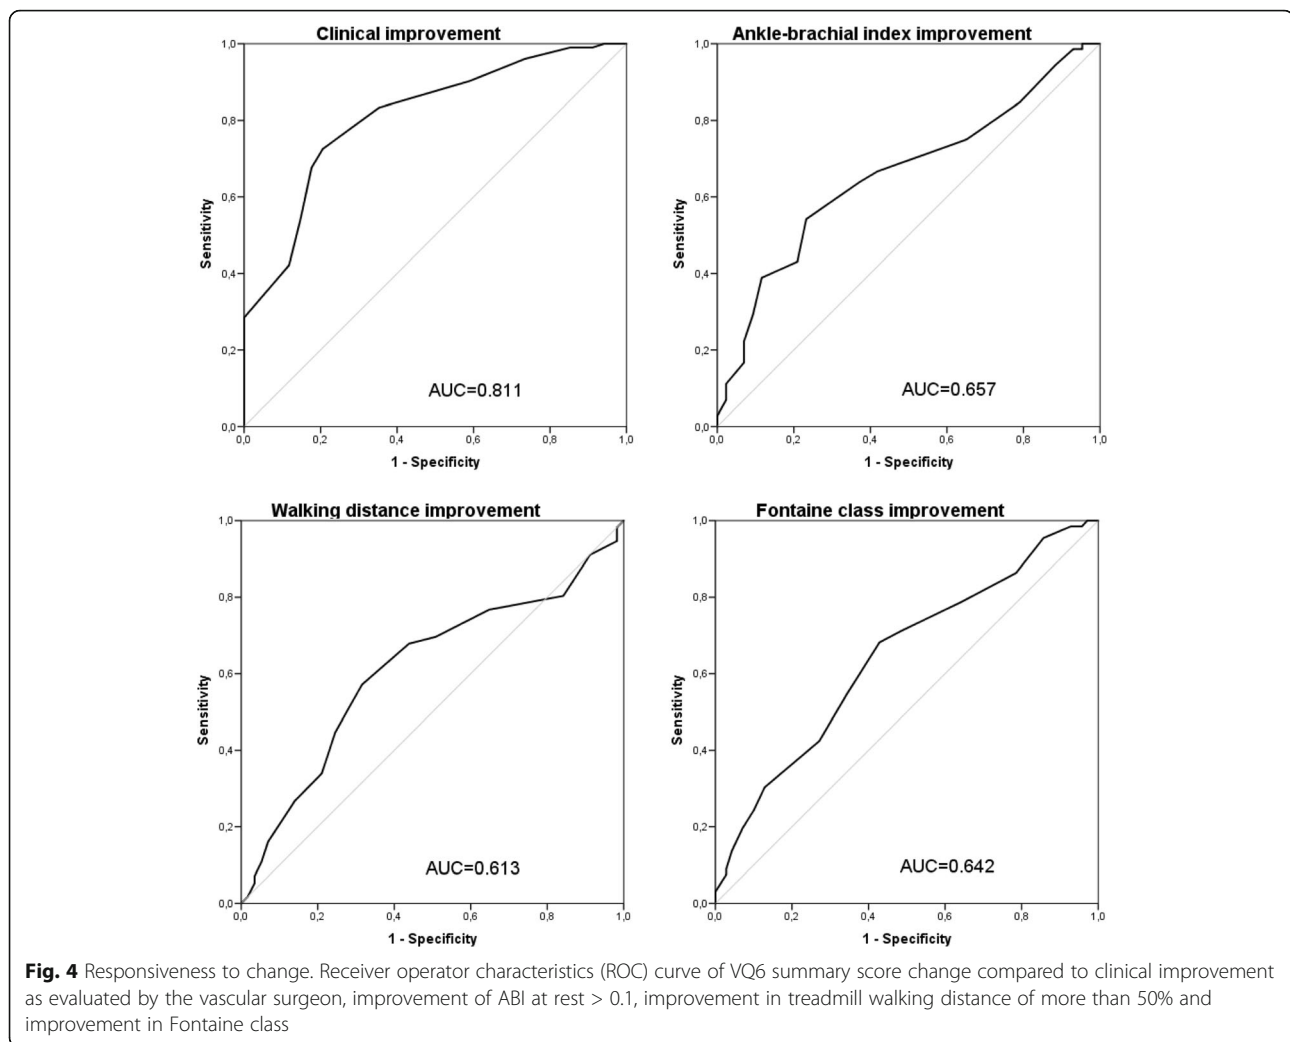 Clinical improvement
1,0
0,8
0,6
0,4
0,2
0,0
Sensitivity
AUC=0.811
0,0 0,2 0,4 0,6 0,8 1,0
1 - Specificity
Ankle-brachial index improvement
1,0
0,8
0,6
0,4
0,2
0,0
Sensitivity
AUC=0.657
0,0 0,2 0,4 0,6 0,8 1,0
1 - Specificity
Walking distance improvement
1,0
0,8
0,6
0,4
0,2
0,0
Sensitivity
AUC=0.613
0,0 0,2 0,4 0,6 0,8 1,0
1 - Specificity
Fontaine class improvement
1,0
0,8
0,6
0,4
0,2
0,0
Sensitivity
AUC=0.642
0,0 0,2 0,4 0,6 0,8 1,0
1 - Specificity
Fig. 4 Responsiveness to change. Receiver operator characteristics (ROC) curve of VQ6 summary score change compared to clinical improvement
as evaluated by the vascular surgeon, improvement of ABI at rest > 0.1, improvement in treadmill walking distance of more than 50% and
improvement in Fontaine class